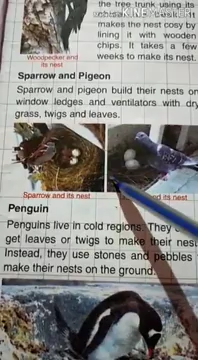 the tree trunk using its
makes the nest cosy by
lining it with wooden
chips. It takes a few
weeks to make its nest.
Woodpecker and
its nest
Sparrow and Pigeon
Sparrow and pigeon build their nests on
window ledges and ventilators with dry
grass, twigs and leaves.
Sparrow and its nest
and its nest
Penguin
Penguins live in cold regions. They
get leaves or twigs to make their nest
Instead, they use stones and pebbles
make their nests on the ground.